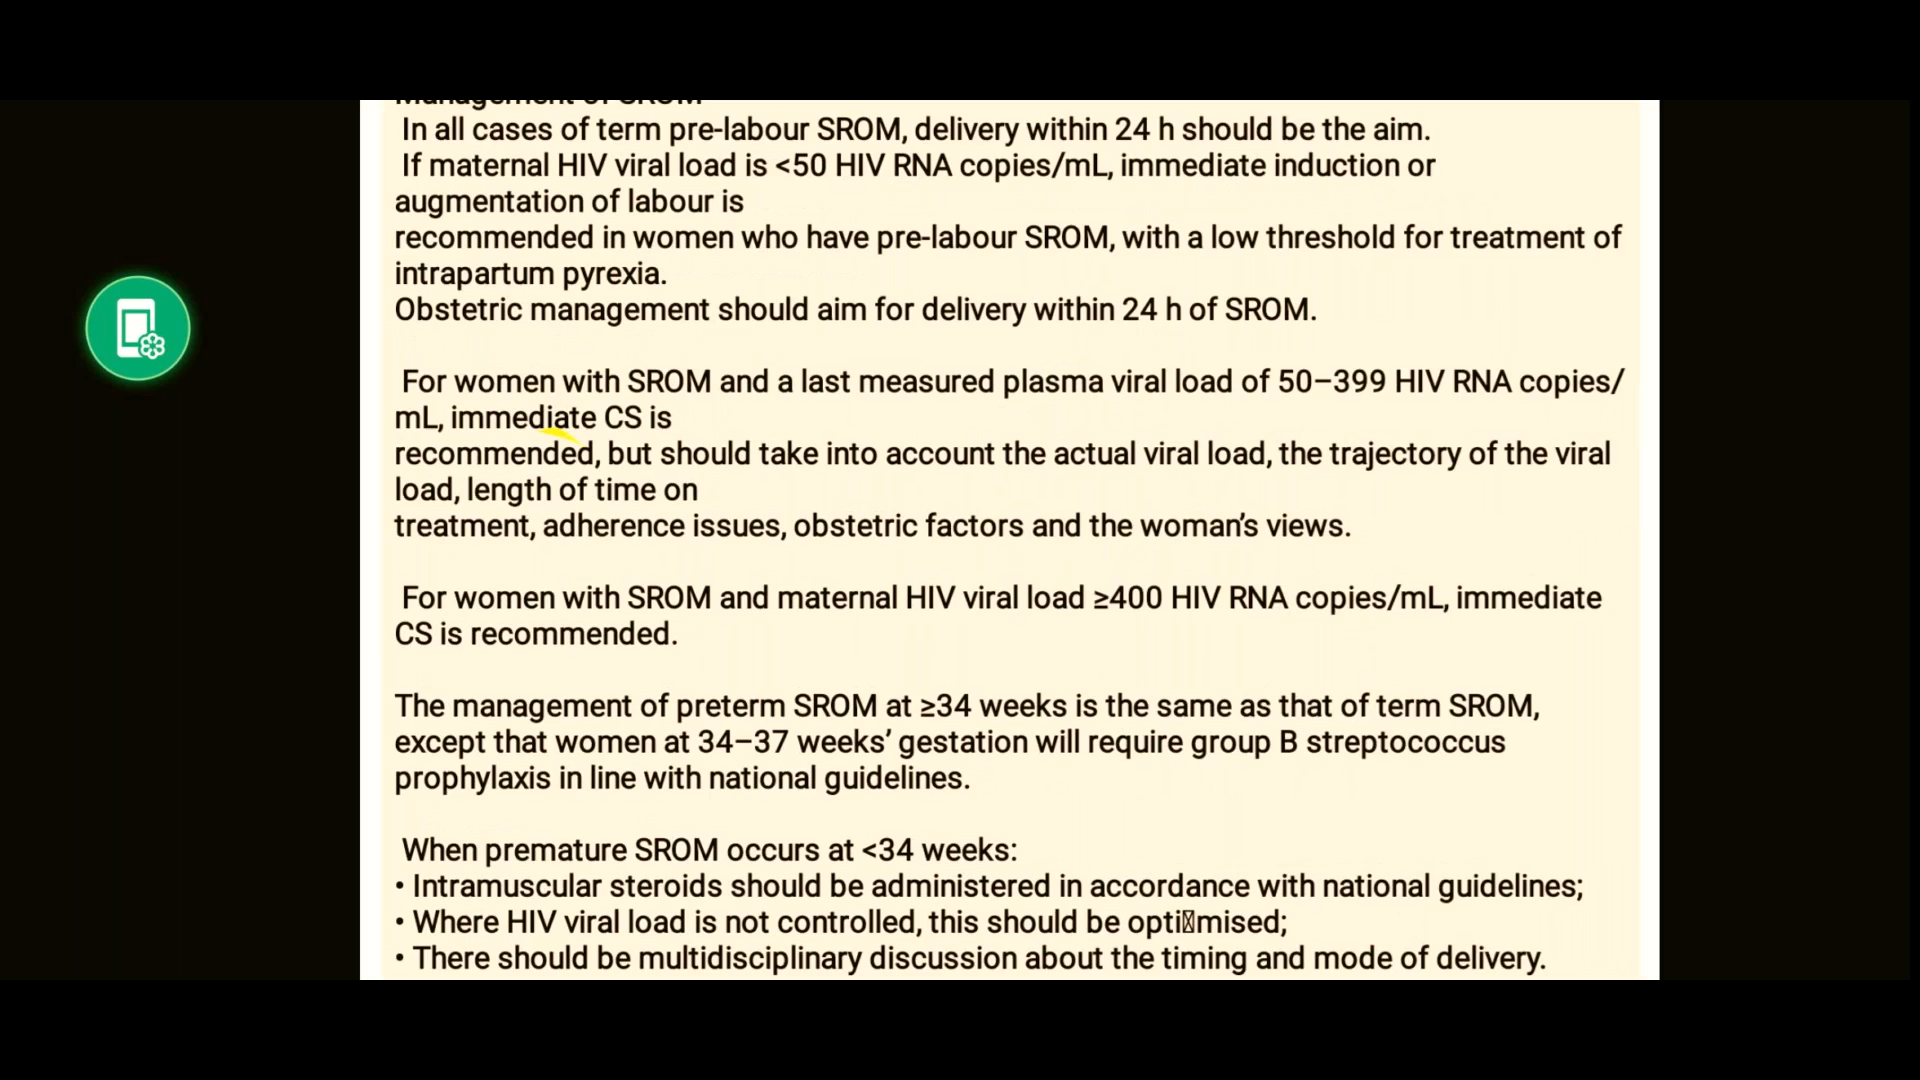 Management of SROM
In all cases of term pre-labour SROM, delivery within 24 h should be the aim.
If maternal HIV viral load is <50 HIV RNA copies/mL, immediate induction or
augmentation of labour is
recommended in women who have pre-labour SROM, with a low threshold for treatment of
intrapartum pyrexia.
Obstetric management should aim for delivery within 24 h of SROM.
For women with SROM and a last measured plasma viral load of 50–399 HIV RNA copies/
mL, immediate CS is
recommended, but should take into account the actual viral load, the trajectory of the viral
load, length of time on
treatment, adherence issues, obstetric factors and the woman's views.
For women with SROM and maternal HIV viral load ≥400 HIV RNA copies/mL, immediate
CS is recommended.
The management of preterm SROM at ≥34 weeks is the same as that of term SROM,
except that women at 34–37 weeks' gestation will require group B streptococcus
prophylaxis in line with national guidelines.
When premature SROM occurs at <34 weeks:
• Intramuscular steroids should be administered in accordance with national guidelines;
• Where HIV viral load is not controlled, this should be opti☒mised;
• There should be multidisciplinary discussion about the timing and mode of delivery.